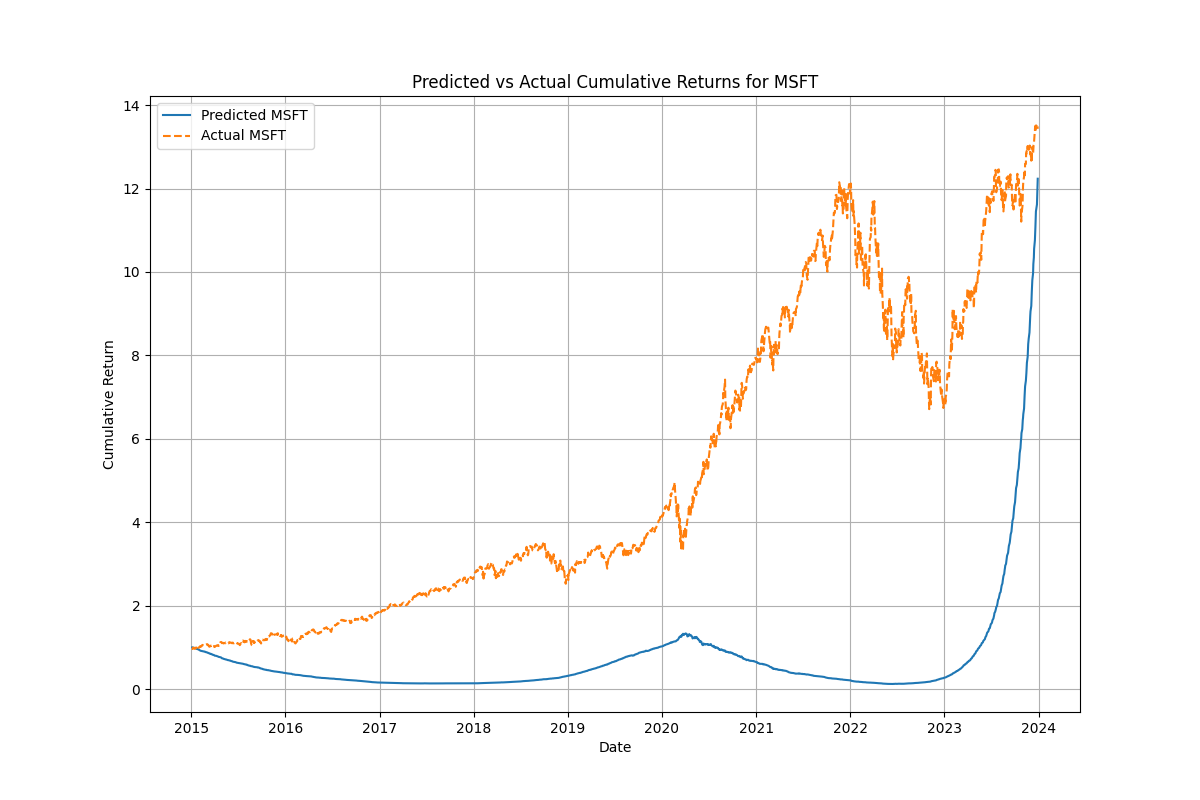 Predicted vs Actual Cumulative Returns for MSFT
Predicted MSFT
Actual MSFT
Cumulative Return
14
12
10
8
6
4
2
0
2015 2016 2017 2018 2019 2020 2021 2022 2023 2024
Date